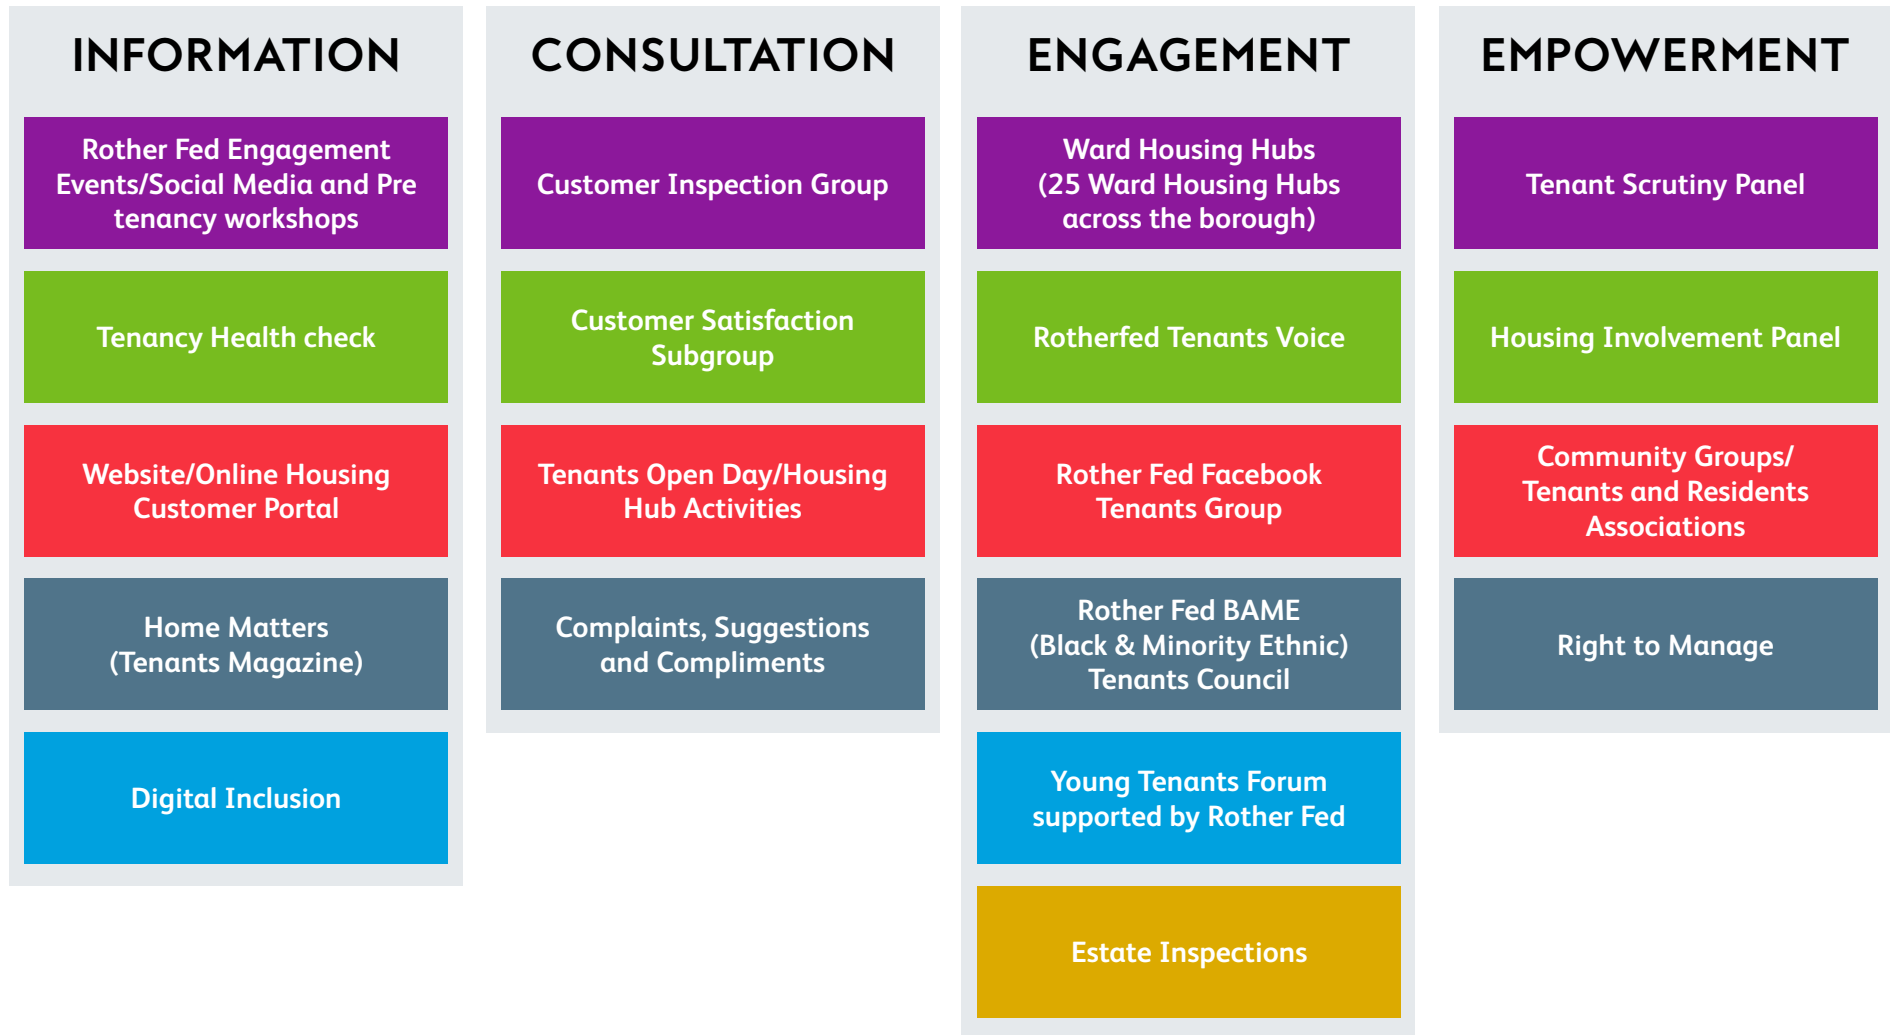 INFORMATION
Rother Fed Engagement
Events/Social Media and Pre
tenancy workshops
Tenancy Health check
Website/Online Housing
Customer Portal
Home Matters
(Tenants Magazine)
Digital Inclusion
CONSULTATION
Customer Inspection Group
Customer Satisfaction
Subgroup
Tenants Open Day/Housing
Hub Activities
Complaints, Suggestions
and Compliments
ENGAGEMENT
Ward Housing Hubs
(25 Ward Housing Hubs
across the borough)
Rotherfed Tenants Voice
Rother Fed Facebook
Tenants Group
Rother Fed BAME
(Black & Minority Ethnic)
Tenants Council
Young Tenants Forum
supported by Rother Fed
Estate Inspections
EMPOWERMENT
Tenant Scrutiny Panel
Housing Involvement Panel
Community Groups/
Tenants and Residents
Associations
Right to Manage